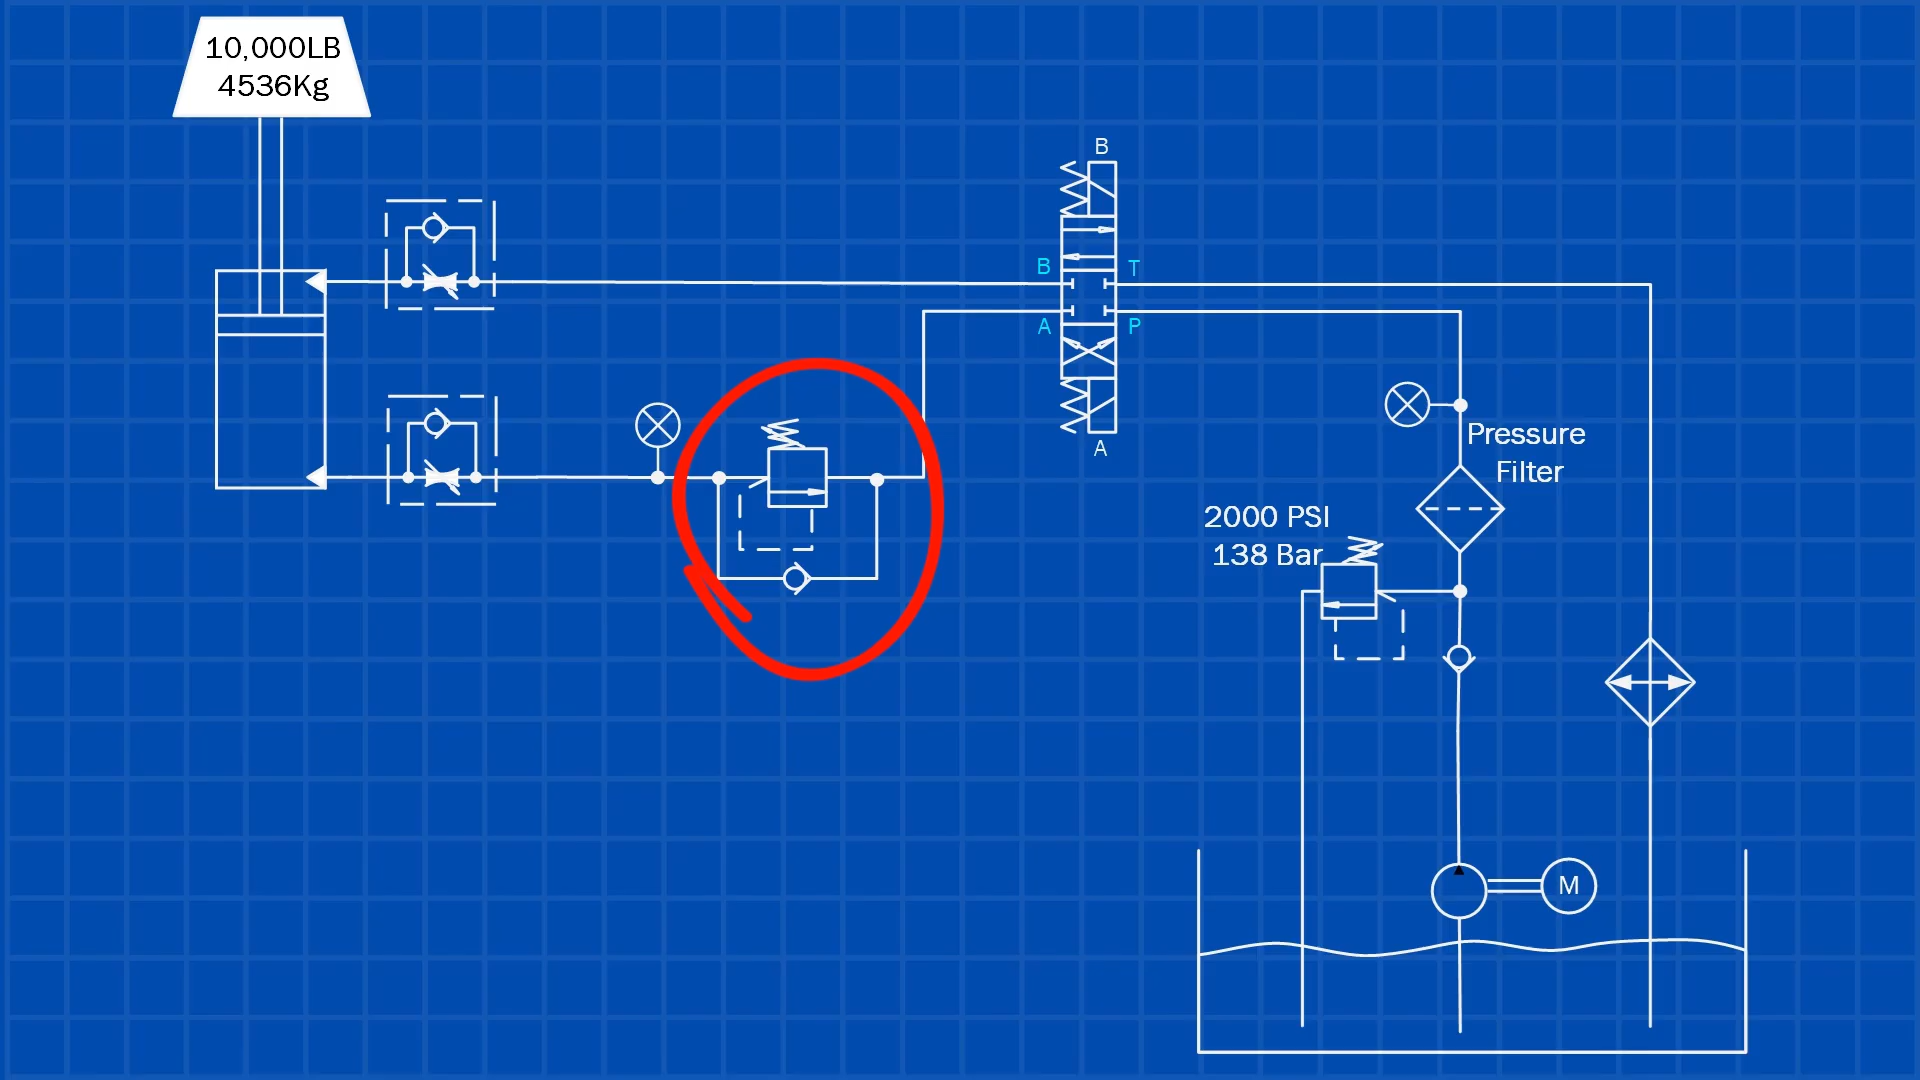 10,000LB
4536Kg
B
B
T
A
P
A
Pressure
Filter
2000 PSI
138 Bar
M